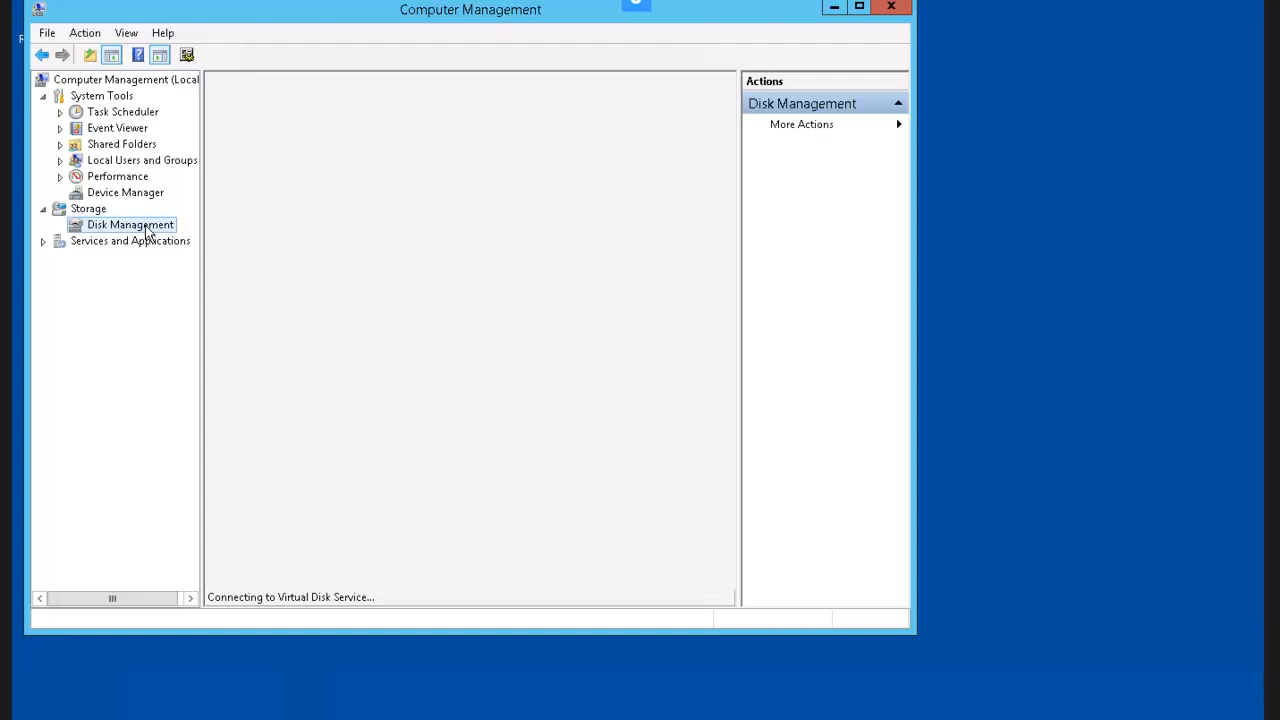 Computer Management
File Action View Help
Computer Management (Local
System Tools
Task Scheduler
Event Viewer
Shared Folders
Local Users and Groups
Performance
Device Manager
Storage
Disk Management
Services and Applications
Connecting to Virtual Disk Service...
Actions
Disk Management
More Actions